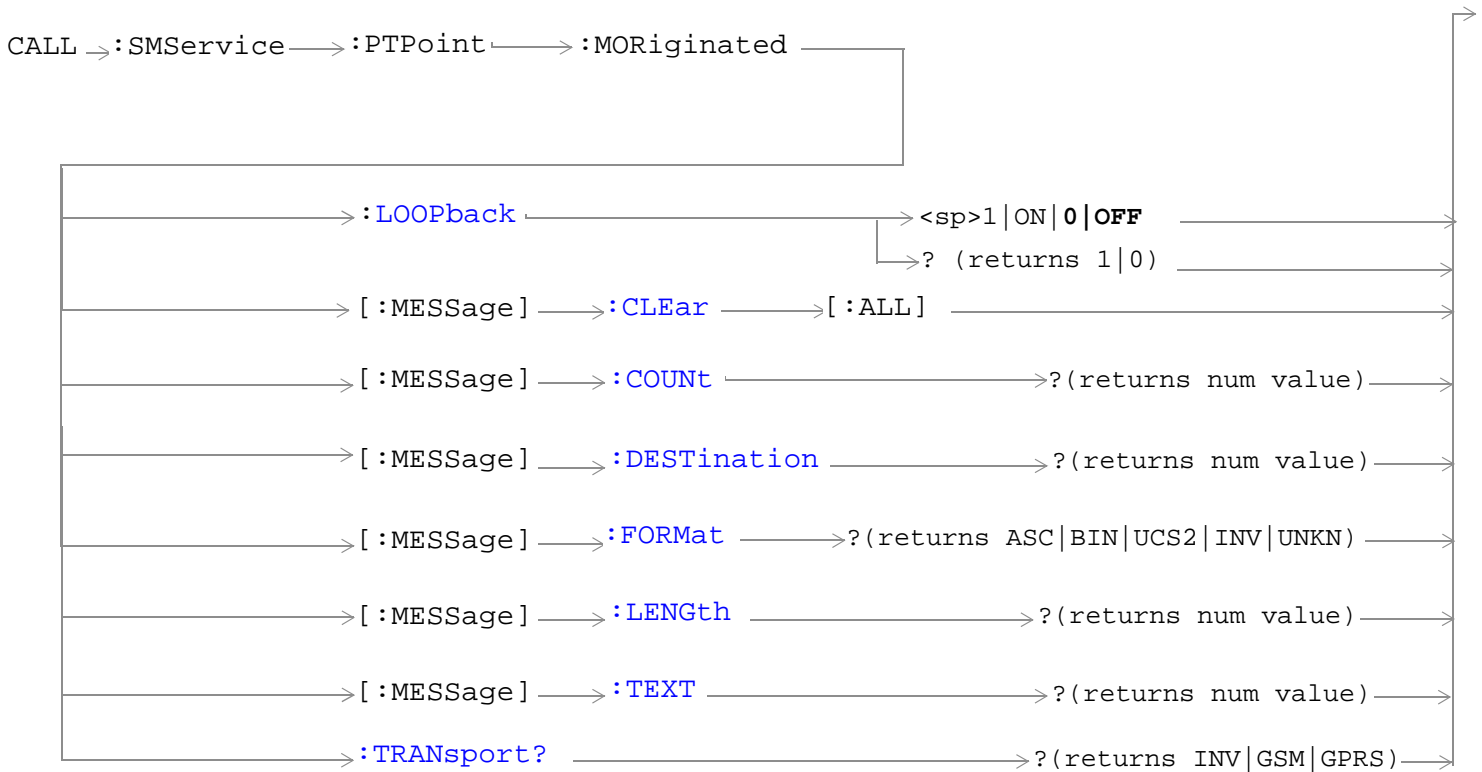 CALL :SMService :PTPoint :MORiginated
:LOOPback <sp>1|ON|0|OFF
? (returns 1|0)
[:MESSage] :CLEar [:ALL]
[:MESSage] :COUNt ?(returns num value)
[:MESSage] :DESTination ?(returns num value)
[:MESSage] :FORMat ?(returns ASC|BIN|UCS2|INV|UNKN)
[:MESSage] :LENGth ?(returns num value)
[:MESSage] :TEXT ?(returns num value)
:TRANsport? ?(returns INV|GSM|GPRS)